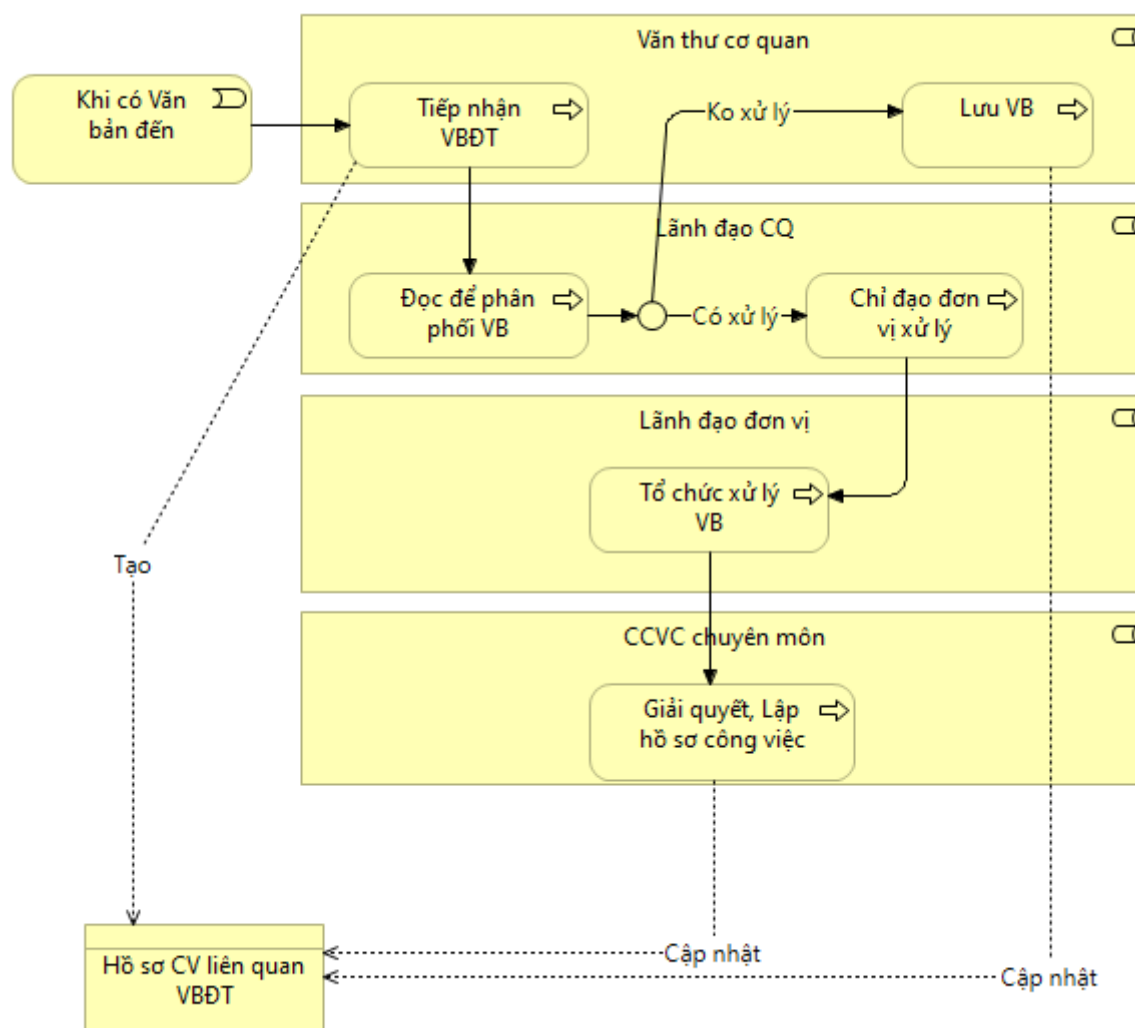 Văn thư cơ quan
Khi có Văn
bản đến
Tiếp nhận
VBĐT
Ko xử lý
Lưu VB
Lãnh đạo CQ
Đọc để phân
phối VB
Có xử lý
Chỉ đạo đơn
vị xử lý
Lãnh đạo đơn vị
Tổ chức xử lý
VB
Tạo
CCVC chuyên môn
Giải quyết, Lập
hồ sơ công việc
Cập nhật
Cập nhật
Hồ sơ CV liên quan
VBĐT